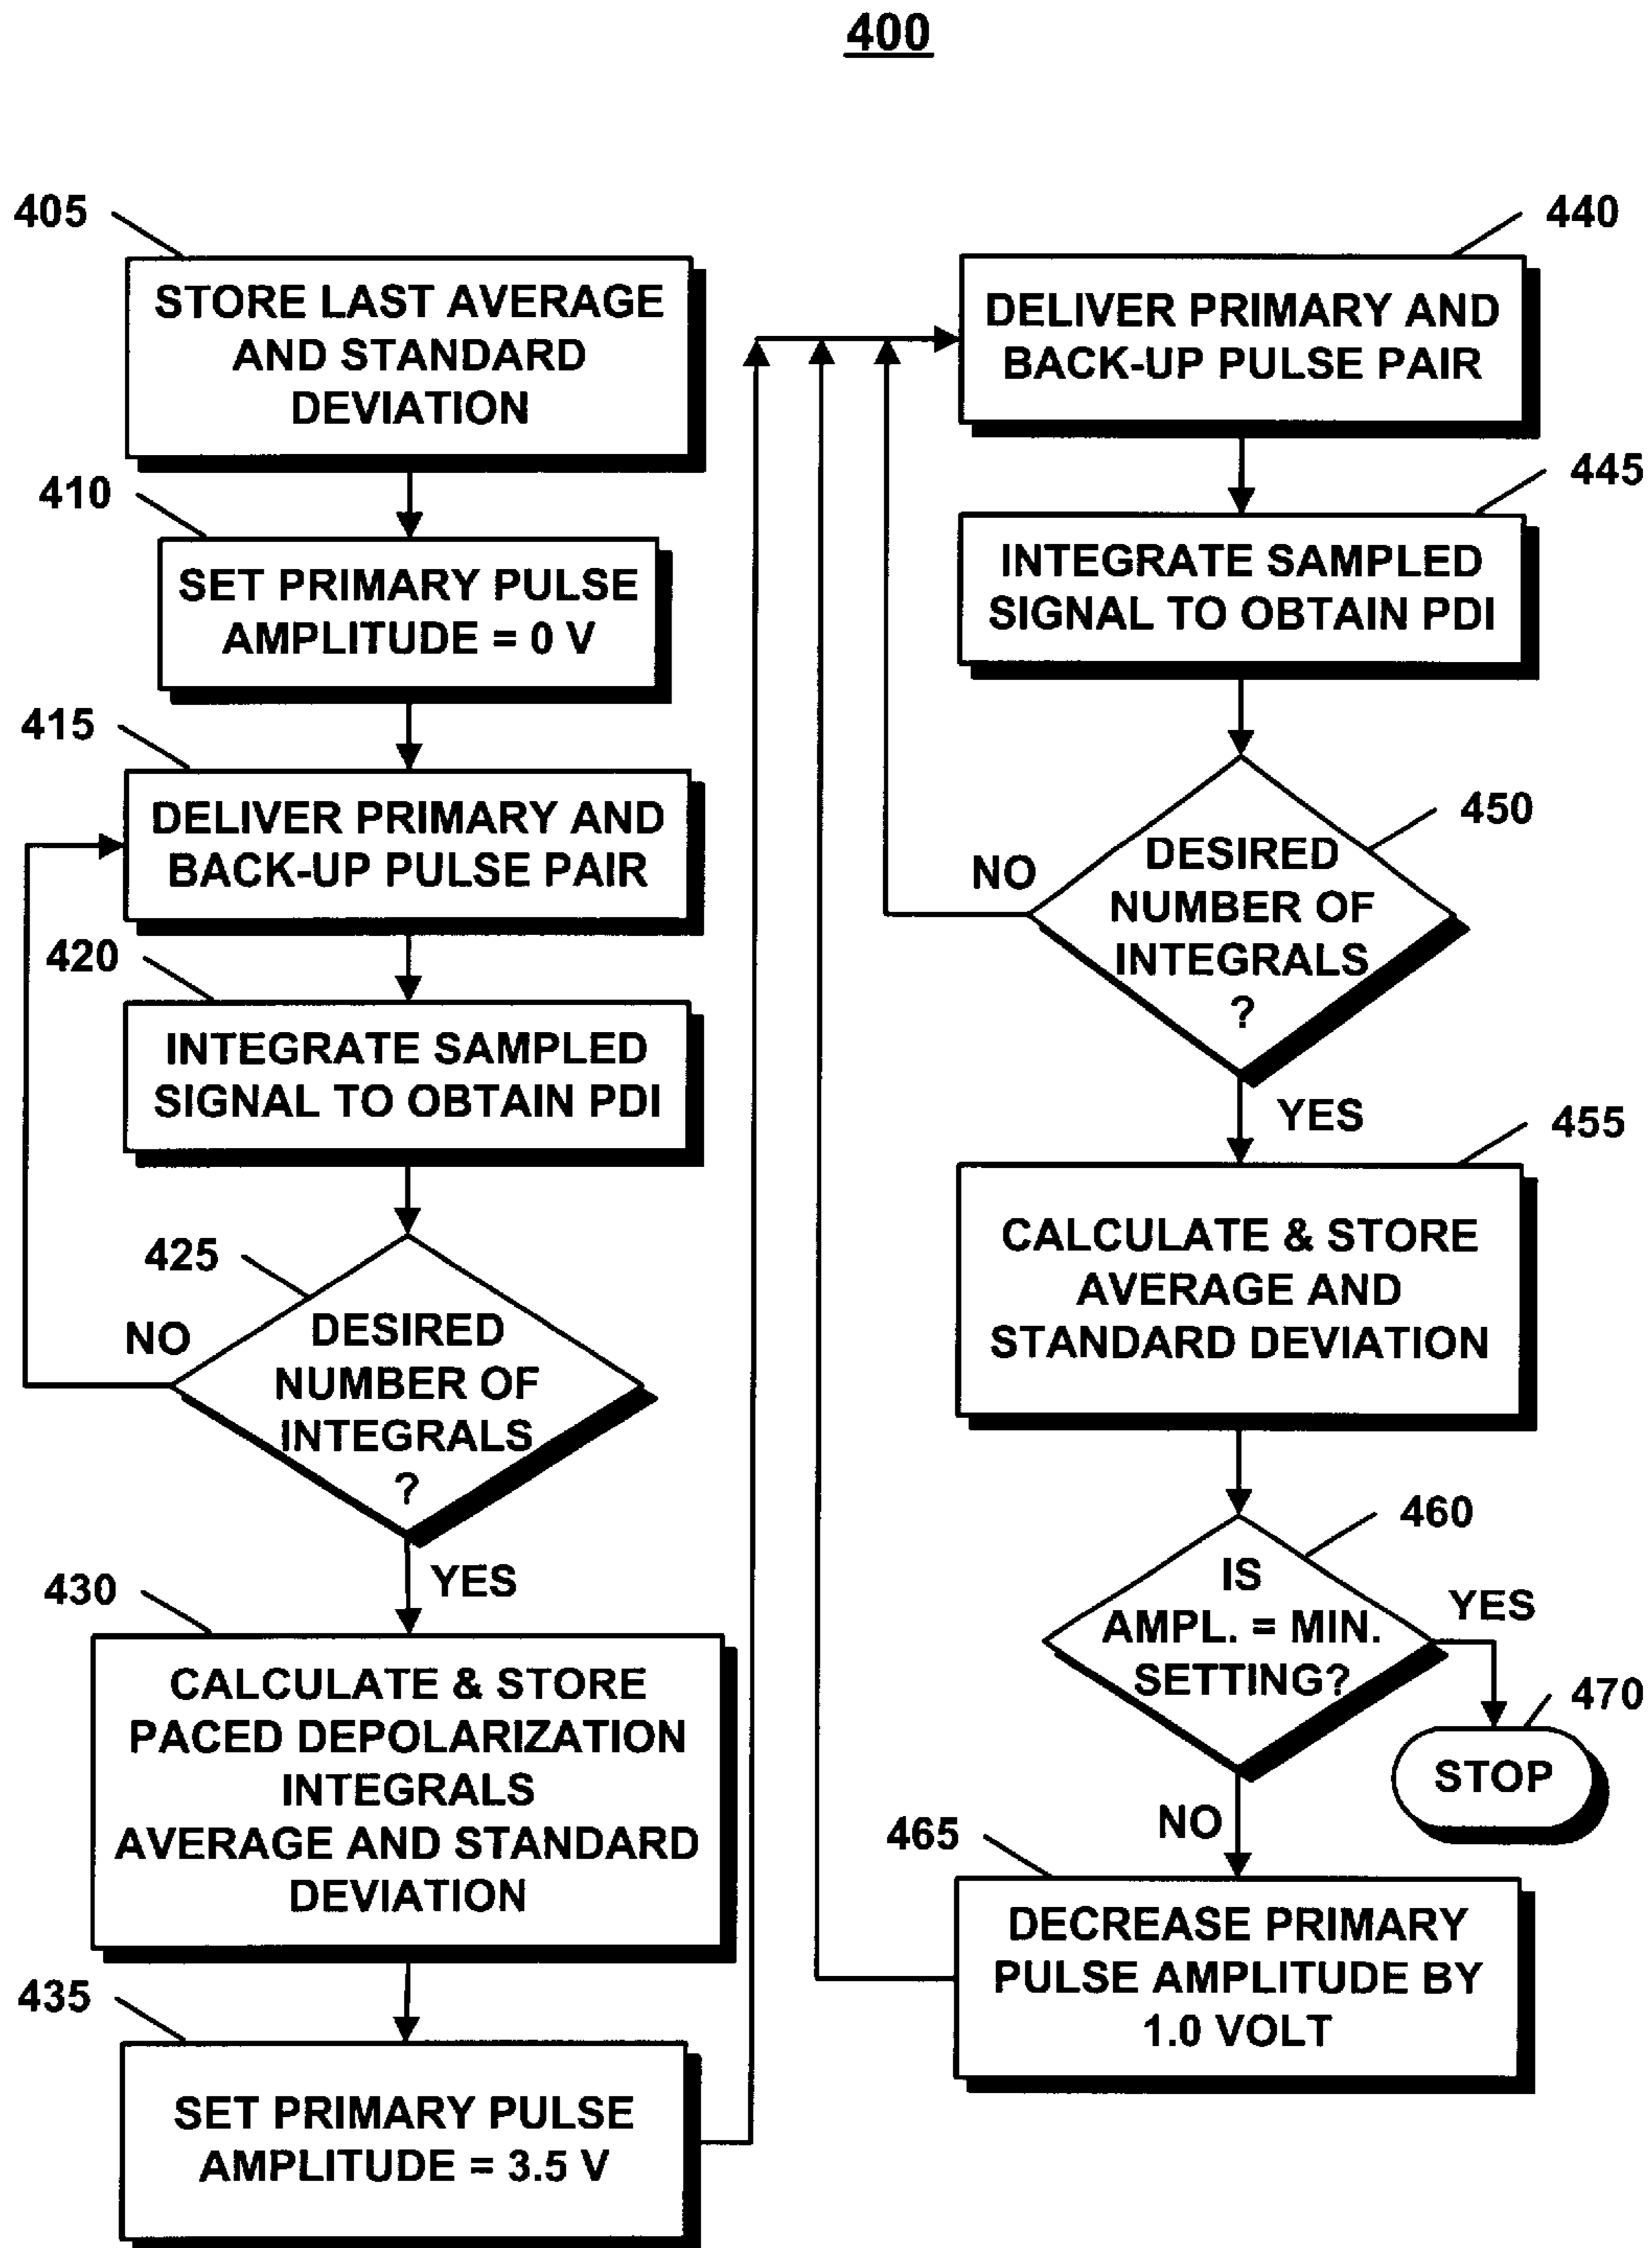 400
405
STORE LAST AVERAGE
AND STANDARD
DEVIATION
410
SET PRIMARY PULSE
AMPLITUDE = 0 V
415
DELIVER PRIMARY AND
BACK-UP PULSE PAIR
420
INTEGRATE SAMPLED
SIGNAL TO OBTAIN PDI
425
DESIRED
NUMBER OF
INTEGRALS
?
NO
YES
430
CALCULATE & STORE
PACED DEPOLARIZATION
INTEGRALS
AVERAGE AND STANDARD
DEVIATION
435
SET PRIMARY PULSE
AMPLITUDE = 3.5 V
440
DELIVER PRIMARY AND
BACK-UP PULSE PAIR
445
INTEGRATE SAMPLED
SIGNAL TO OBTAIN PDI
450
DESIRED
NUMBER OF
INTEGRALS
?
NO
YES
455
CALCULATE & STORE
AVERAGE AND
STANDARD DEVIATION
460
IS
AMPL. = MIN.
SETTING?
YES
470
STOP
NO
465
DECREASE PRIMARY
PULSE AMPLITUDE BY
1.0 VOLT